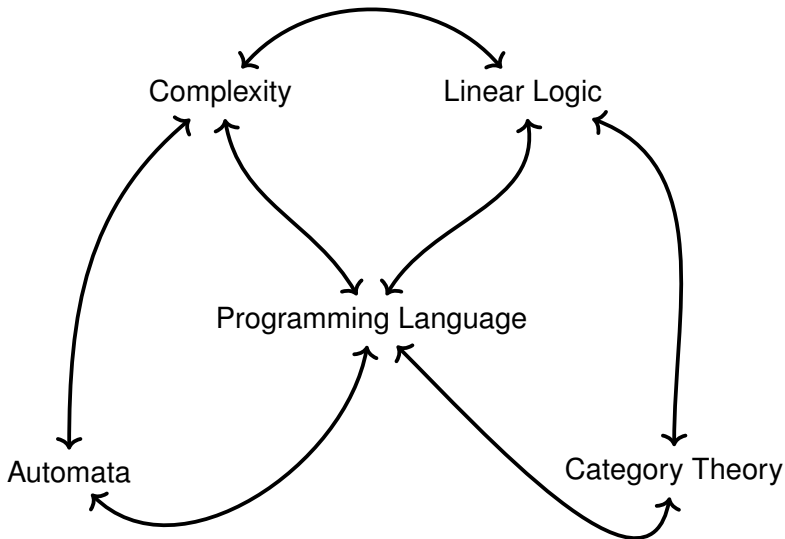 Complexity
Linear Logic
Programming Language
Automata
Category Theory